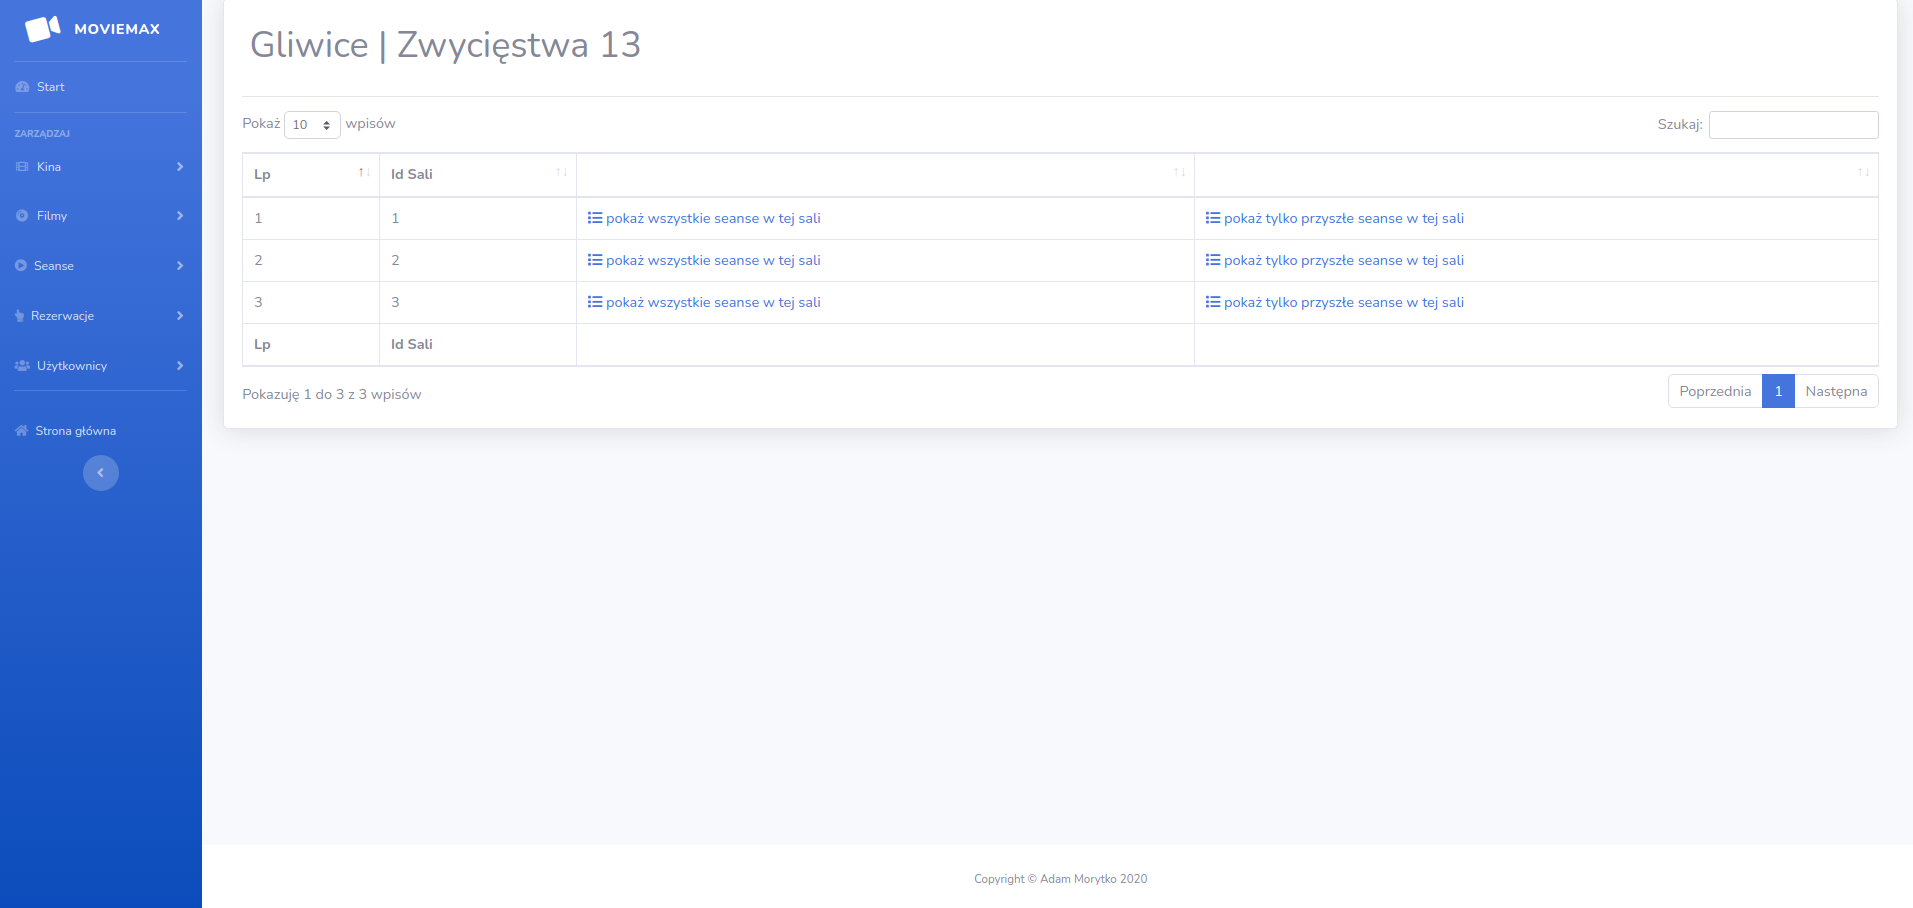 MOVIEMAX
Start
ZARZĄDZAJ
Kina
Filmy
Seanse
Rezerwacje
Użytkownicy
Strona główna
Gliwice | Zwycięstwa 13
Pokaż 10 wpisów
Szukaj:
Lp Id Sali
1 1 pokaż wszystkie seanse w tej sali pokaż tylko przyszłe seanse w tej sali
2 2 pokaż wszystkie seanse w tej sali pokaż tylko przyszłe seanse w tej sali
3 3 pokaż wszystkie seanse w tej sali pokaż tylko przyszłe seanse w tej sali
Lp Id Sali
Pokazuję 1 do 3 z 3 wpisów
Poprzednia 1 Następna
Copyright © Adam Morytko 2020